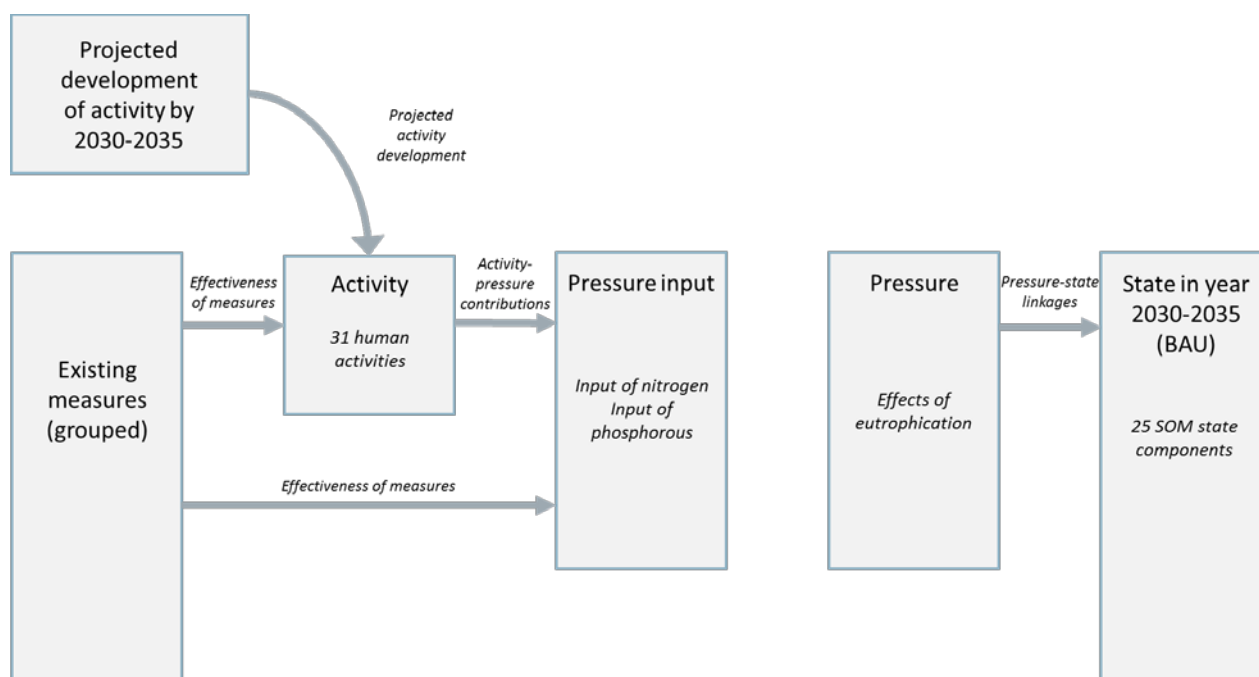 Projected
development
of activity by
2030-2035
Projected
activity
development
Existing
measures
(grouped)
Effectiveness
of measures
Activity
31 human
activities
Activity-
pressure
contributions
Effectiveness of measures
Pressure input
Input of nitrogen
Input of
phosphorous
Pressure
Effects of
eutrophication
Pressure-state
linkages
State in year
2030-2035
(BAU)
25 SOM state
components